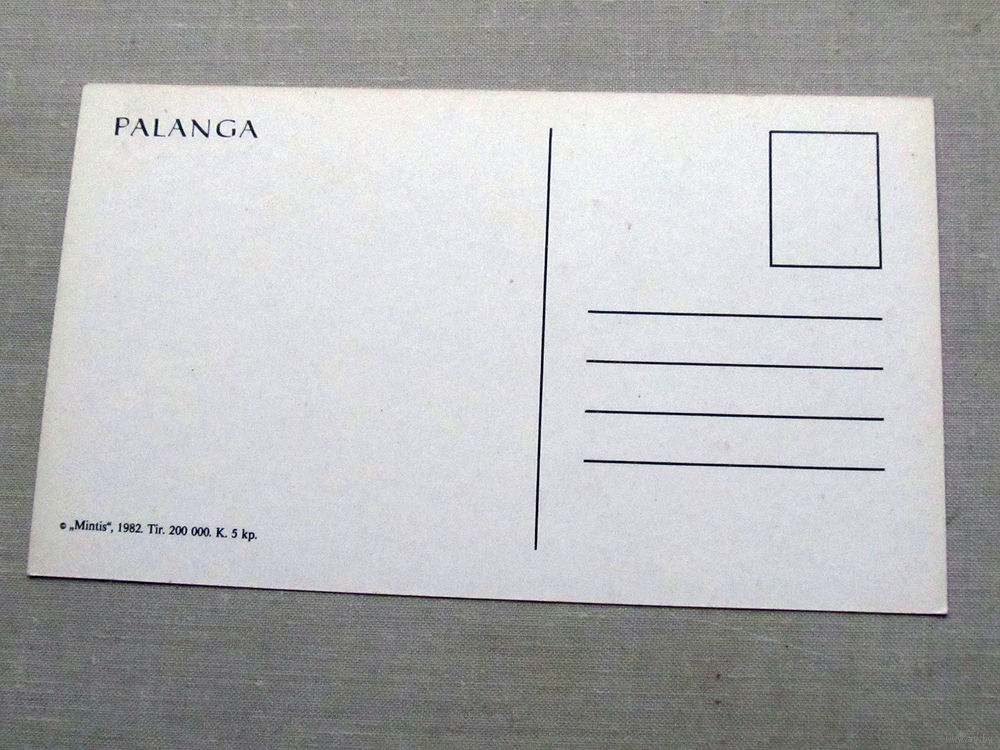 PALANGA
© „Mintis“, 1982. Tir. 200 000. K. 5 kp.